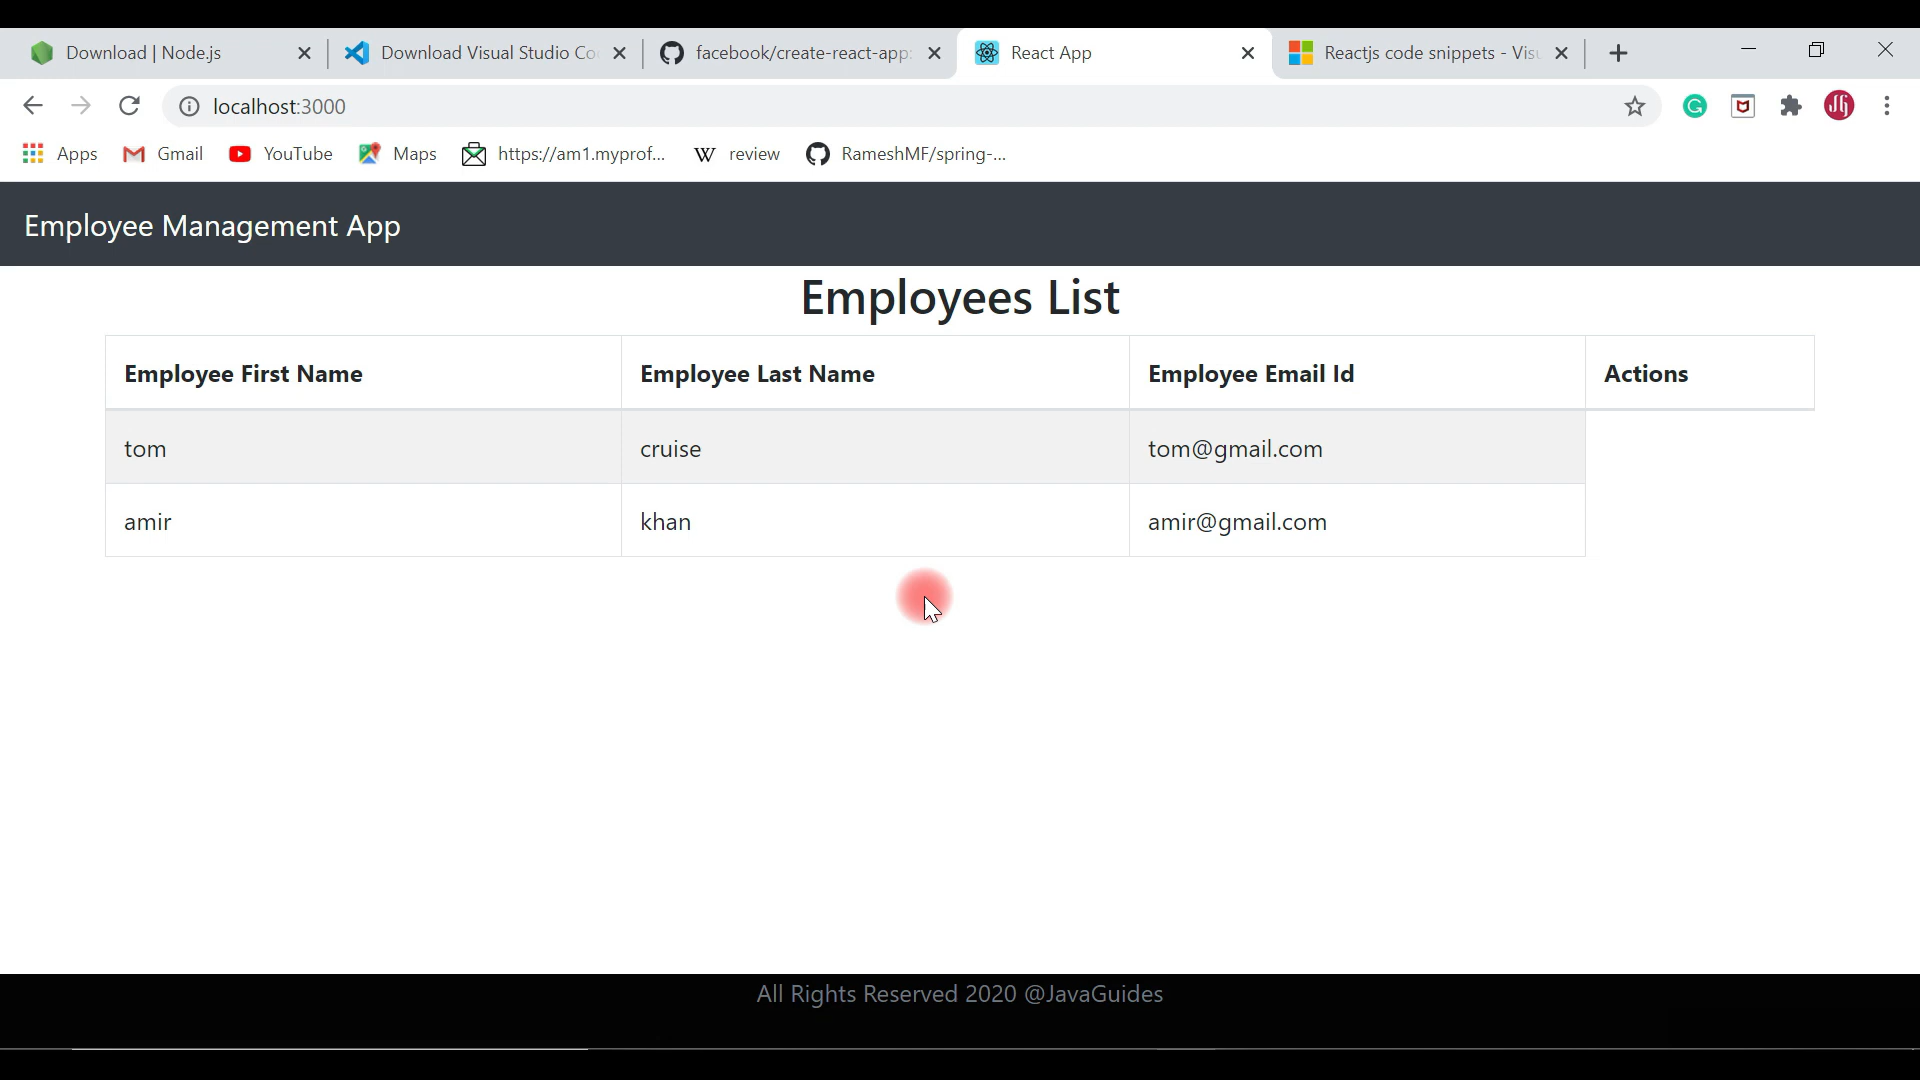 Download | Node.js
Download Visual Studio Co
facebook/create-react-app:
React App
Reactjs code snippets - Visu
localhost:3000
Apps
Gmail
YouTube
Maps
https://am1.myprof...
W review
RameshMF/spring-...
Employee Management App
Employees List
Employee First Name Employee Last Name Employee Email Id Actions
tom cruise tom@gmail.com
amir khan amir@gmail.com
All Rights Reserved 2020 @JavaGuides